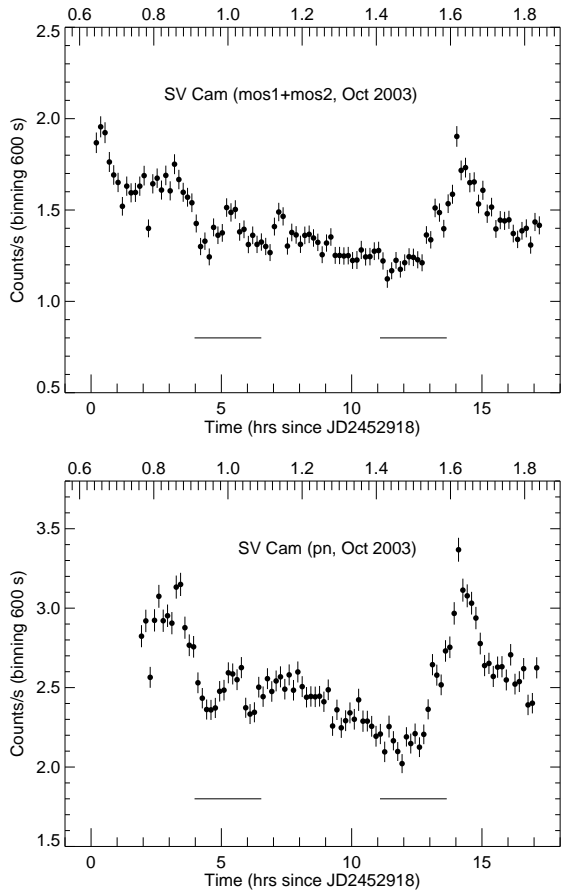 0.6 0.8 1.0 1.2 1.4 1.6 1.8
2.5
SV Cam (mos1+mos2, Oct 2003)
2.0
1.5
1.0
0.5
Counts/s (binning 600 s)
0 5 10 15
Time (hrs since JD2452918)
0.6 0.8 1.0 1.2 1.4 1.6 1.8
SV Cam (pn, Oct 2003)
3.5
3.0
2.5
2.0
1.5
Counts/s (binning 600 s)
0 5 10 15
Time (hrs since JD2452918)